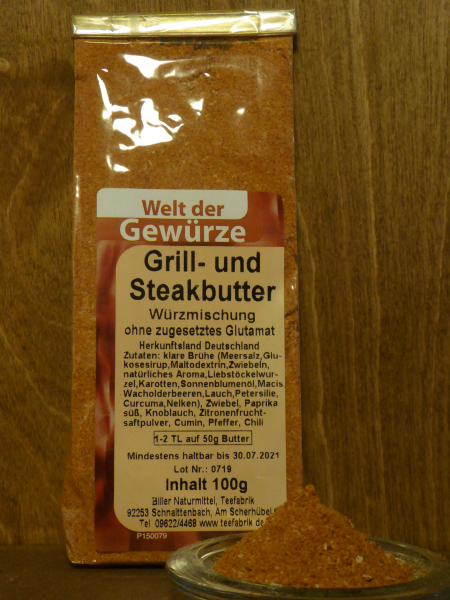 Welt der
Gewürze
Grill- und
Steakbutter
Würzmischung
ohne zugesetztes Glutamat
Herkunftsland Deutschland
Zutaten: klare Brühe (Meersalz,Glu-
kosesirup,Maltodextrin,Zwiebeln,
natürliches Aroma,Liebstöckelwur-
zel,Karotten,Sonnenblumenöl,Macis
Wacholderbeeren,Lauch,Petersilie,
Curcuma,Nelken), Zwiebel, Paprika
süß, Knoblauch, Zitronenfrucht-
saftpulver, Cumin, Pfeffer, Chili
1-2 TL auf 50g Butter
Mindestens haltbar bis 30.07.2021
Lot Nr.: 0719
Inhalt 100g
Biller Naturmittel, Teefabrik
92253 Schnaittenbach, Am Scherhübel
Tel 09622/4468 www.teefabrik.de
P150079